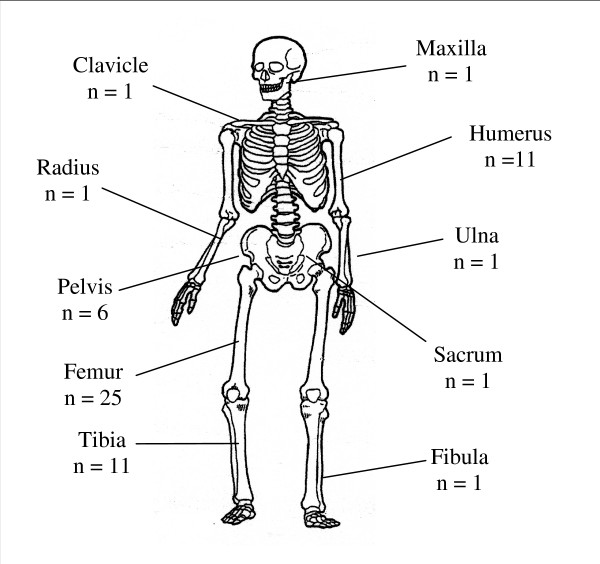 Clavicle
n = 1
Radius
n = 1
Pelvis
n = 6
Femur
n = 25
Tibia
n = 11
Maxilla
n = 1
Humerus
n =11
Ulna
n = 1
Sacrum
n = 1
Fibula
n = 1